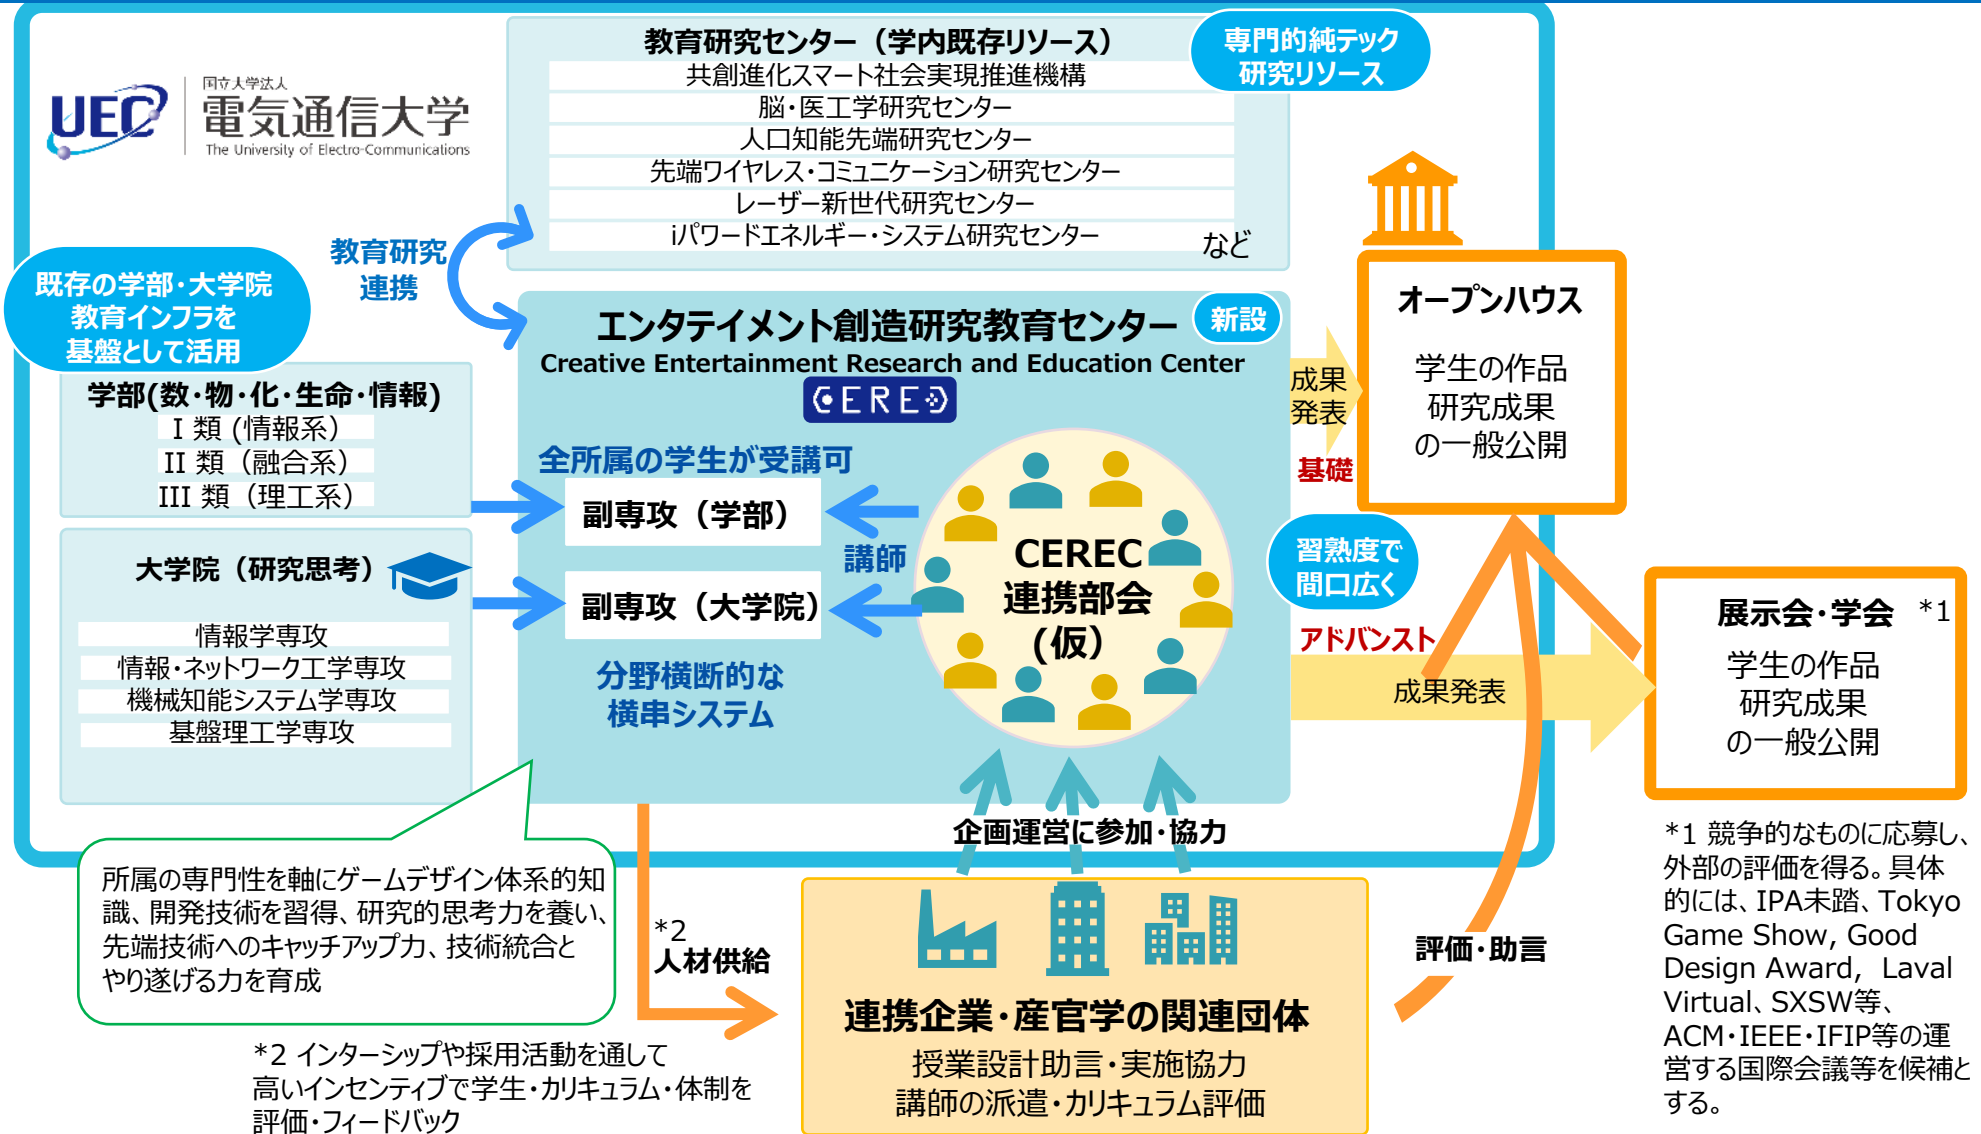 教育研究センター（学内既存リソース）
共創進化スマート社会実現推進機構
脳・医工学研究センター
人口知能先端研究センター
先端ワイヤレス・コミュニケーション研究センター
レーザー新世代研究センター
iパワードエネルギー・システム研究センター
など
専門的純テック
研究リソース
UEC
国立大学法人
電気通信大学
The University of Electro-Communications
教育研究
連携
既存の学部・大学院
教育インフラを
基盤として活用
学部(数・物・化・生命・情報)
I 類 (情報系）
II 類（融合系）
III 類（理工系）
大学院（研究思考）
情報学専攻
情報・ネットワーク工学専攻
機械知能システム学専攻
基盤理工学専攻
エンタテイメント創造研究教育センター
新設
Creative Entertainment Research and Education Center
CEREC
全所属の学生が受講可
副専攻（学部）
講師
副専攻（大学院）
分野横断的な
横串システム
CEREC
連携部会
(仮）
成果
発表
基礎
オープンハウス
学生の作品
研究成果
の一般公開
習熟度で
間口広く
アドバンスト
成果発表
展示会・学会 *1
学生の作品
研究成果
の一般公開
企画運営に参加・協力
所属の専門性を軸にゲームデザイン体系的知
識、開発技術を習得、研究的思考力を養い、
先端技術へのキャッチアップ力、技術統合と
やり遂げる力を育成
*2
人材供給
*2 インターシップや採用活動を通して
高いインセンティブで学生・カリキュラム・体制を
評価・フィードバック
連携企業・産官学の関連団体
授業設計助言・実施協力
講師の派遣・カリキュラム評価
評価・助言
*1 競争的なものに応募し、
外部の評価を得る。具体
的には、IPA未踏、Tokyo
Game Show, Good
Design Award, Laval
Virtual、SXSW等、
ACM・IEEE・IFIP等の運
営する国際会議等を候補と
する。